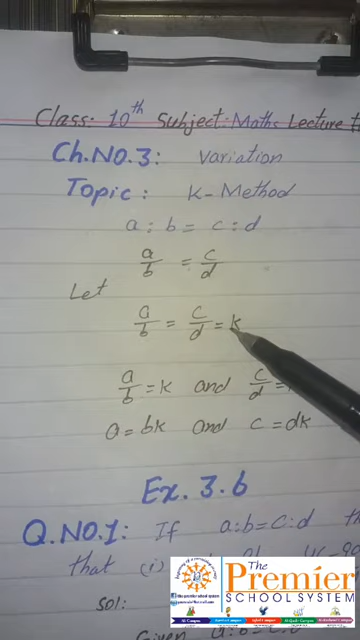 Class: 10th Subject: Maths Lecture
Ch.NO.3: Variation
Topic: K-Method
a : b = c : d
a/b = c/d
Let
a/b = c/d = k
a/b = k and c/d =
a = bk and c = dk
Ex. 3.6
Q.NO.1: If a:b = c:d
that (i)
Sol:
Given a:b = c:d
The
Premier
SCHOOL SYSTEM